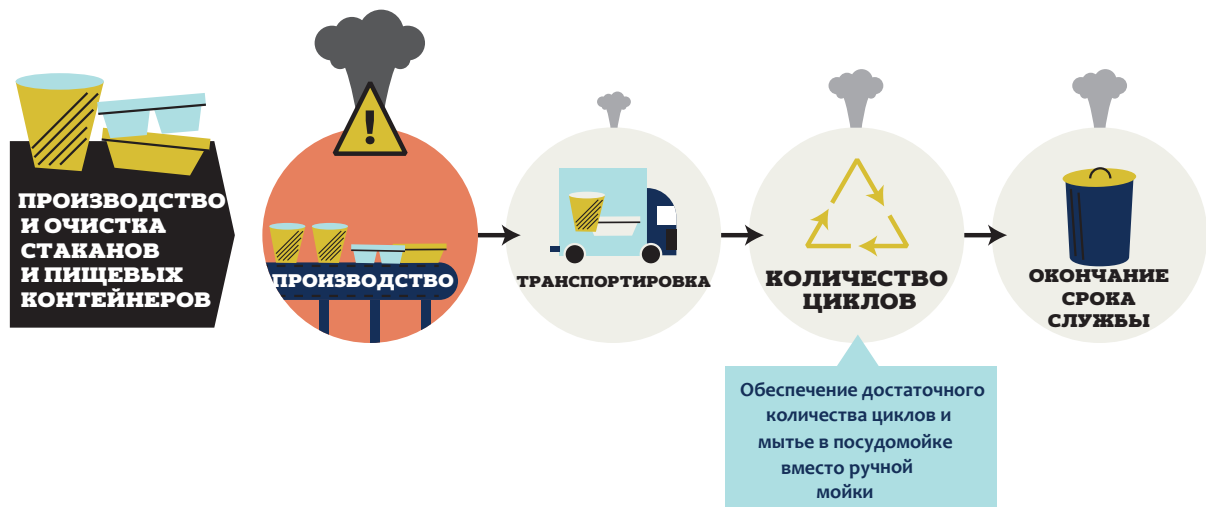 ПРОИЗВОДСТВО
И ОЧИСТКА
СТАКАНОВ
И ПИЩЕВЫХ
КОНТЕЙНЕРОВ
!
ПРОИЗВОДСТВО
ТРАНСПОРТИРОВКА
КОЛИЧЕСТВО
ЦИКЛОВ
ОКОНЧАНИЕ
СРОКА
СЛУЖБЫ
Обеспечение достаточного
количества циклов и
мытье в посудомойке
вместо ручной
мойки